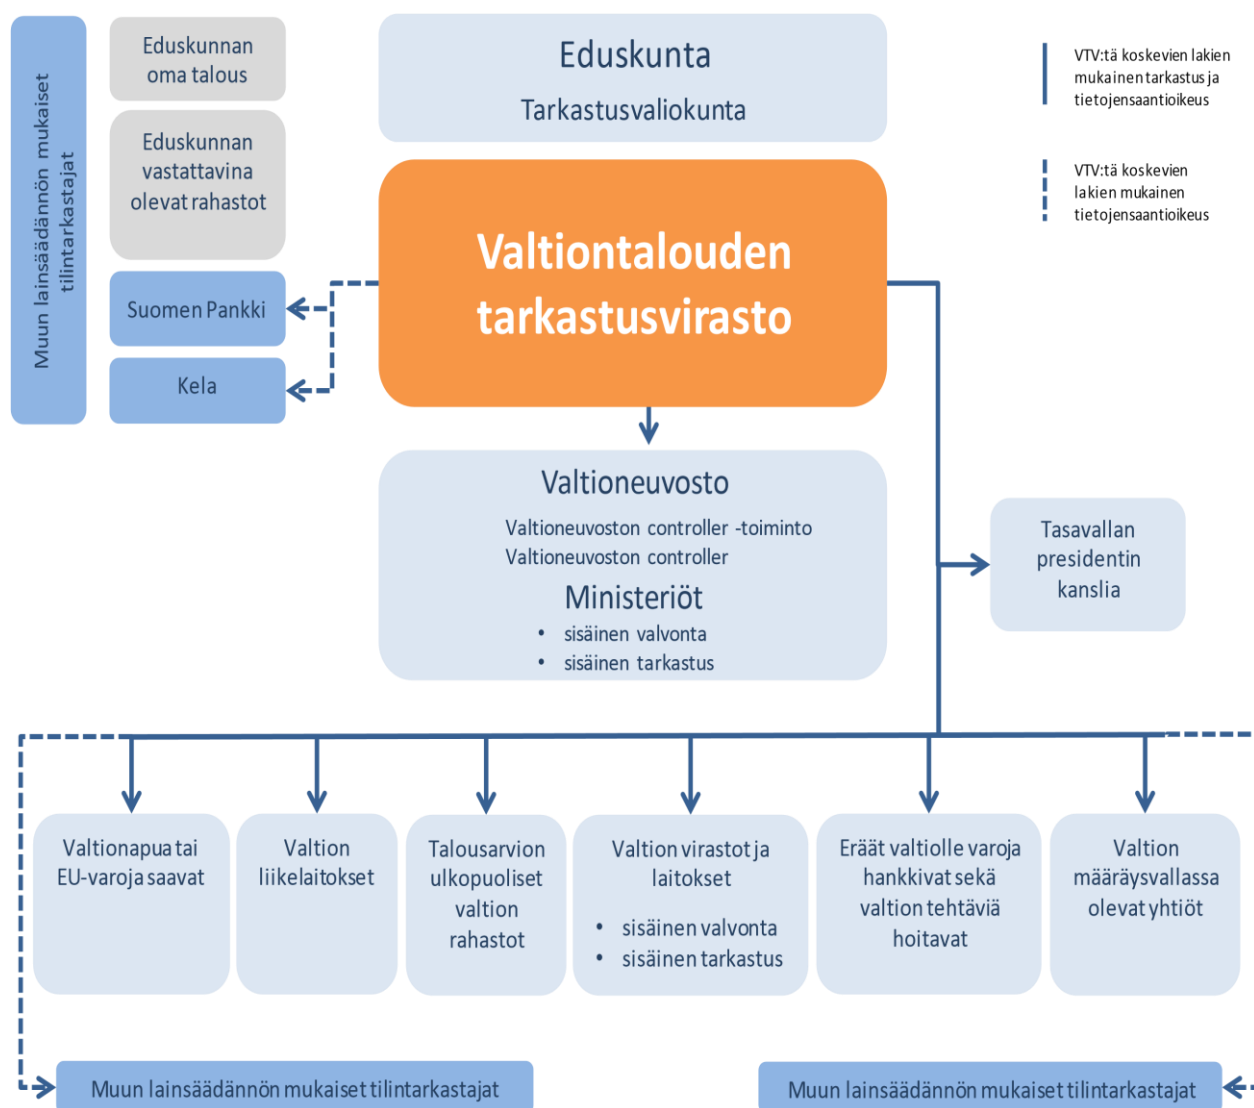 Muun lainsäädännön mukaiset
tilintarkastajat
Eduskunnan
oma talous
Eduskunnan
vastattavina
olevat rahastot
Suomen Pankki
Kela
Eduskunta
Tarkastusvaliokunta
Valtiontalouden
tarkastusvirasto
VTV:tä koskevien lakien
mukainen tarkastus ja
tietojensaantioikeus
VTV:tä koskevien
lakien mukainen
tietojensaantioikeus
Valtioneuvosto
Valtioneuvoston controller -toiminto
Valtioneuvoston controller
Ministeriöt
• sisäinen valvonta
• sisäinen tarkastus
Tasavallan
presidentin
kanslia
Valtionapua tai
EU-varoja saavat
Valtion
liikelaitokset
Talousarvion
ulkopuoliset
valtion
rahastot
Valtion virastot ja
laitokset
• sisäinen valvonta
• sisäinen tarkastus
Eräät valtiolle varoja
hankkivat sekä
valtion tehtäviä
hoitavat
Valtion
määräysvallassa
olevat yhtiöt
Muun lainsäädännön mukaiset tilintarkastajat
Muun lainsäädännön mukaiset tilintarkastajat